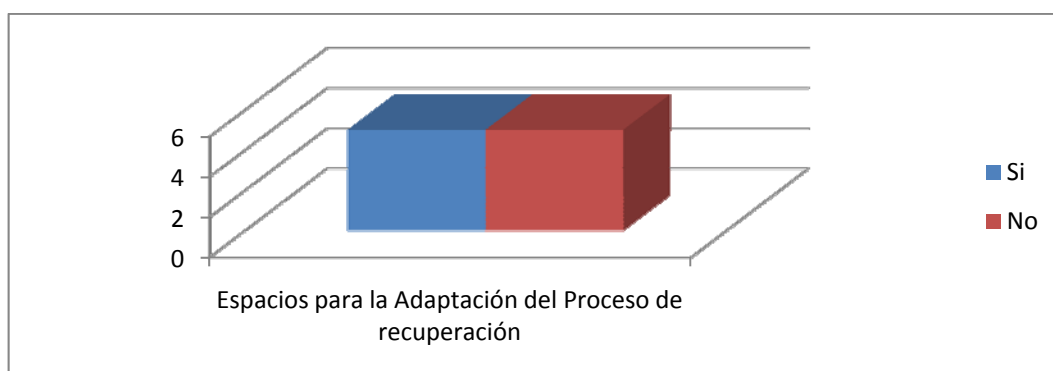 6
4
2
0
Si
No
Espacios para la Adaptación del Proceso de
recuperación